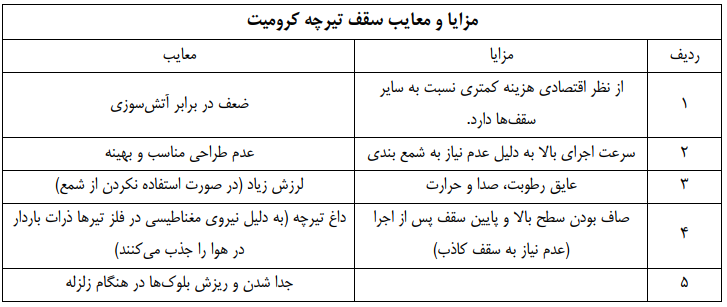 مزایا و معایب سقف تیرچه کرومیت
ردیف مزایا معایب
۱ از نظر اقتصادی هزینه کمتری نسبت به سایر
سقف‌ها دارد. ضعف در برابر آتش‌سوزی
۲ سرعت اجرای بالا به دلیل عدم نیاز به شمع بندی عدم طراحی مناسب و بهینه
۳ عایق رطوبت، صدا و حرارت لرزش زیاد (در صورت استفاده نکردن از شمع)
۴ صاف بودن سطح بالا و پایین سقف پس از اجرا
(عدم نیاز به سقف کاذب) داغ تیرچه (به دلیل نیروی مغناطیسی در فلز تیرها ذرات باردار
در هوا را جذب می‌کنند)
۵ جدا شدن و ریزش بلوک‌ها در هنگام زلزله